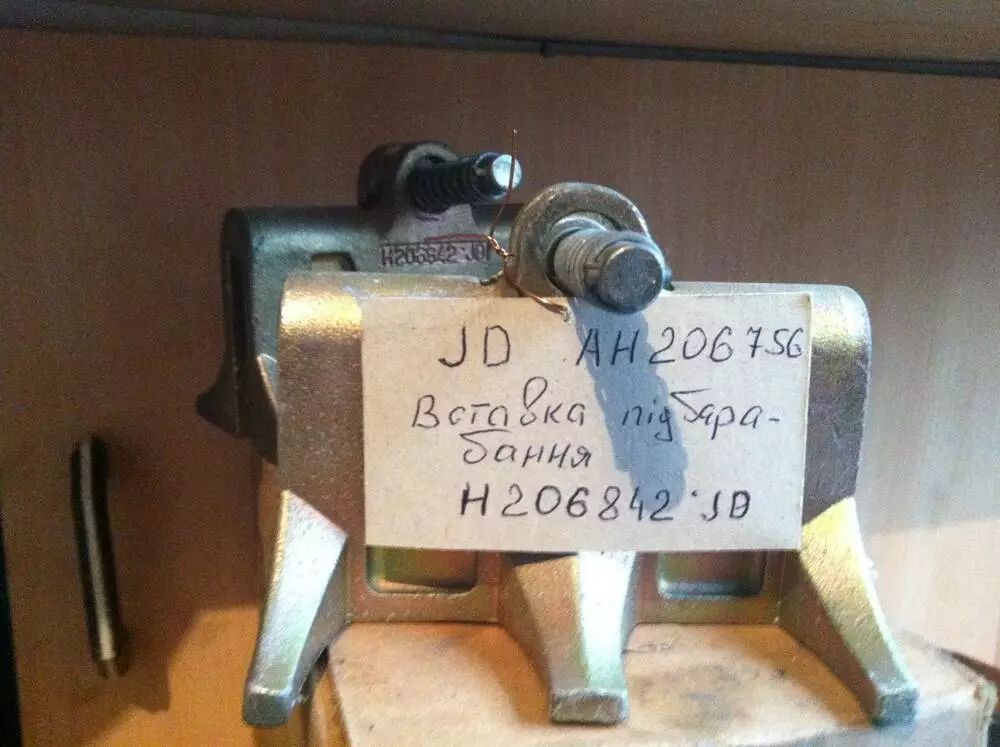 H206842·JD
JD AH206756
Вставка підбара-
бання
H206842·JD